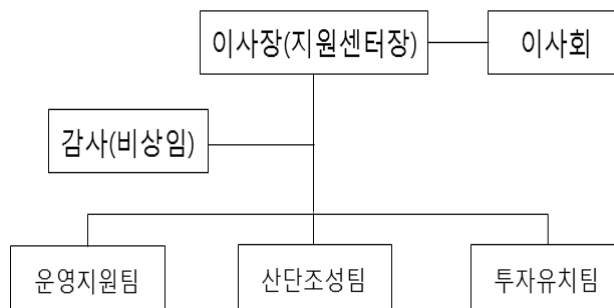 이사장(지원센터장)
이사회
감사(비상임)
운영지원팀
산단조성팀
투자유치팀